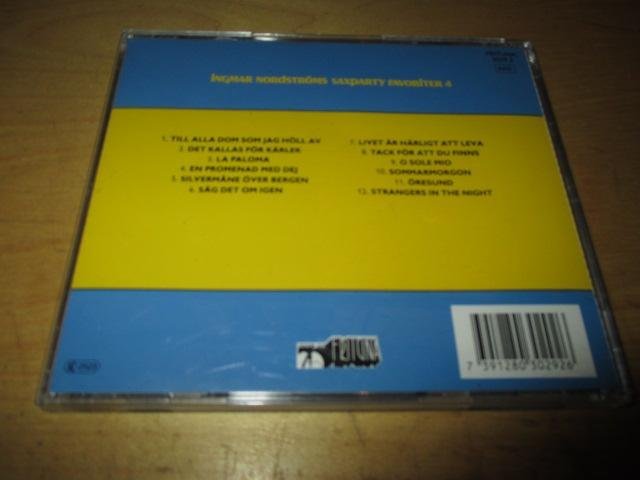 INGMAR NORDSTRÖMS SAXPARTY FAVORITER 4
1. TILL ALLA DOM SOM JAG HÖLL AV
2. DET KALLAS FÖR KÄRLEK
3. LA PALOMA
4. EN PROMENAD MED DEJ
5. SILVERMÅNE ÖVER BERGEN
6. SÄG DET OM IGEN
7. LIVET ÄR HÄRLIGT ATT LEVA
8. TACK FÖR ATT DU FINNS
9. O SOLE MIO
10. SOMMARMORGON
11. ÖRESUND
12. STRANGERS IN THE NIGHT
7 391280 302926